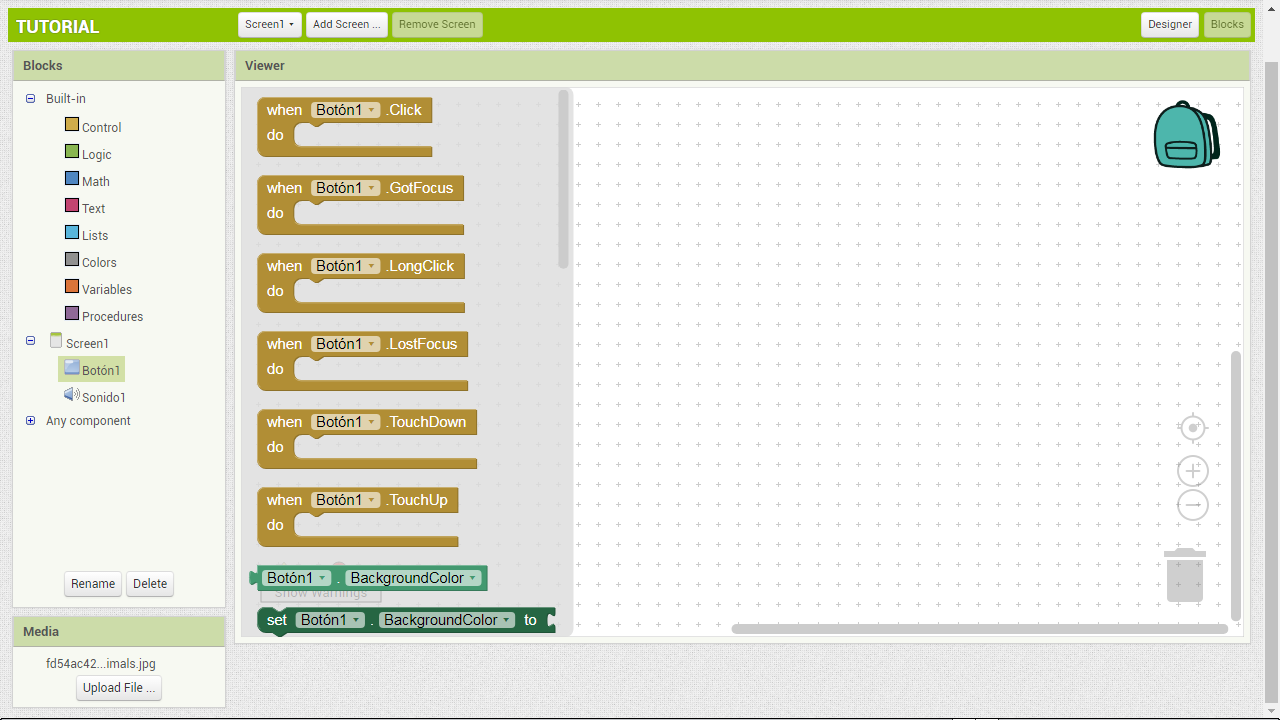 TUTORIAL
Screen1
Add Screen ...
Remove Screen
Designer
Blocks
Blocks
Built-in
Control
Logic
Math
Text
Lists
Colors
Variables
Procedures
Screen1
Botón1
Sonido1
Any component
Rename
Delete
Media
fd54ac42...imals.jpg
Upload File ...
Viewer
when Botón1 .Click
do
when Botón1 .GotFocus
do
when Botón1 .LongClick
do
when Botón1 .LostFocus
do
when Botón1 .TouchDown
do
when Botón1 .TouchUp
do
Botón1 . BackgroundColor
Show Warnings
set Botón1 . BackgroundColor to